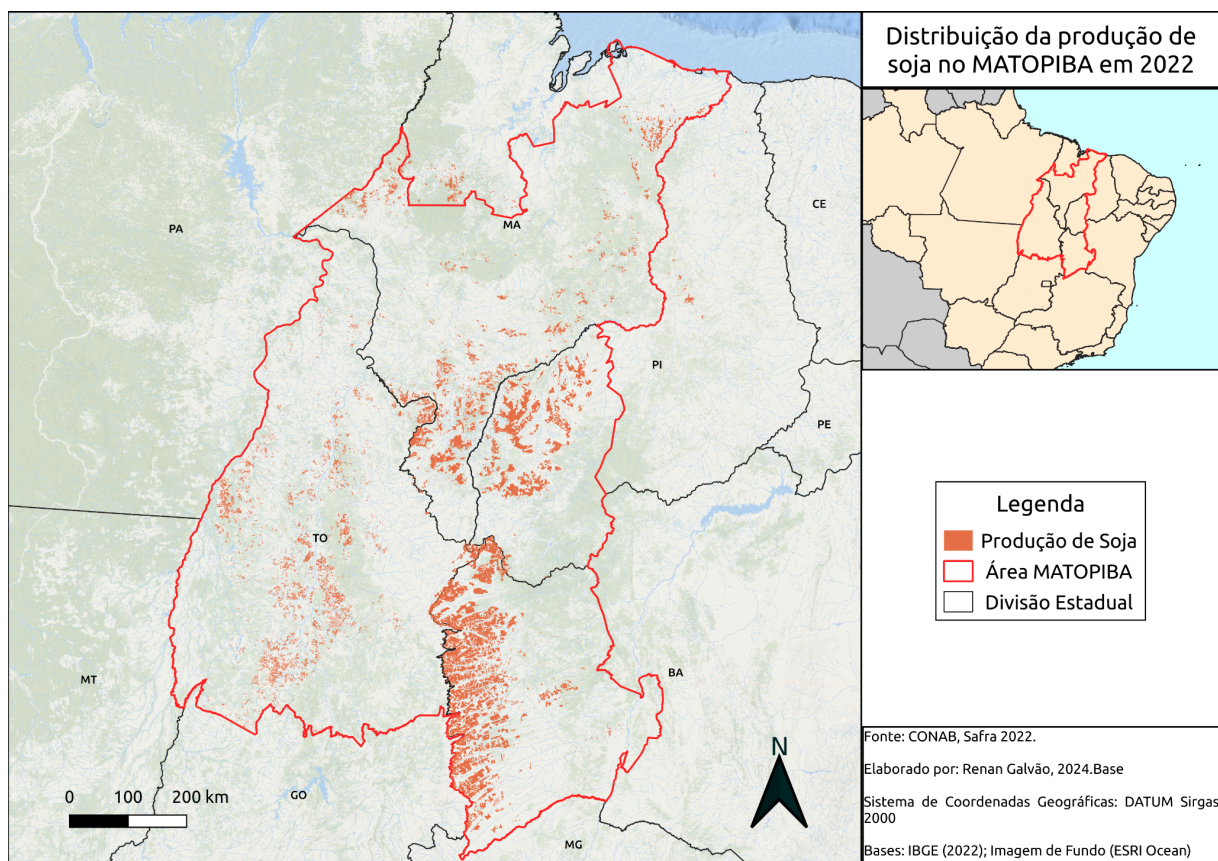 Distribuição da produção de
soja no MATOPIBA em 2022
PA
MA
CE
PI
PE
TO
MT
BA
GO
MG
N
0 100 200 km
Legenda
Produção de Soja
Área MATOPIBA
Divisão Estadual
Fonte: CONAB, Safra 2022.
Elaborado por: Renan Galvão, 2024.Base
Sistema de Coordenadas Geográficas: DATUM Sirgas
2000
Bases: IBGE (2022); Imagem de Fundo (ESRI Ocean)